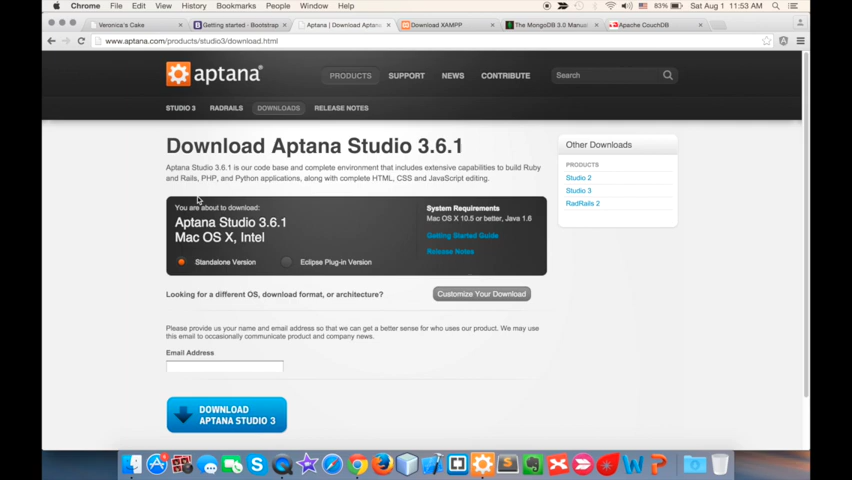 Chrome File Edit View History Bookmarks People Window Help 83% Wed 11:53 AM
Veronica's Cake
Getting started · Bootstrap
Aptana | Download Aptana
Download XAMPP
The MongoDB 3.0 Manual
Apache CouchDB
www.aptana.com/products/studio3/download.html
aptana
PRODUCTS SUPPORT NEWS CONTRIBUTE
Search
STUDIO 3 RADRAILS DOWNLOADS RELEASE NOTES
Download Aptana Studio 3.6.1
Aptana Studio 3.6.1 is our code base and complete environment that includes extensive capabilities to build Ruby
and Rails, PHP, and Python applications, along with complete HTML, CSS and JavaScript editing.
You are about to download:
Aptana Studio 3.6.1
Mac OS X, Intel
Standalone Version
Eclipse Plug-in Version
System Requirements
Mac OS X 10.5 or better, Java 1.6
Getting Started Guide
Release Notes
Looking for a different OS, download format, or architecture?
Customize Your Download
Please provide us your name and email address so that we can get a better sense for who uses our product. We may use
this email to occasionally communicate product and company news.
Email Address
DOWNLOAD
APTANA STUDIO 3
Other Downloads
PRODUCTS
Studio 2
Studio 3
RadRails 2